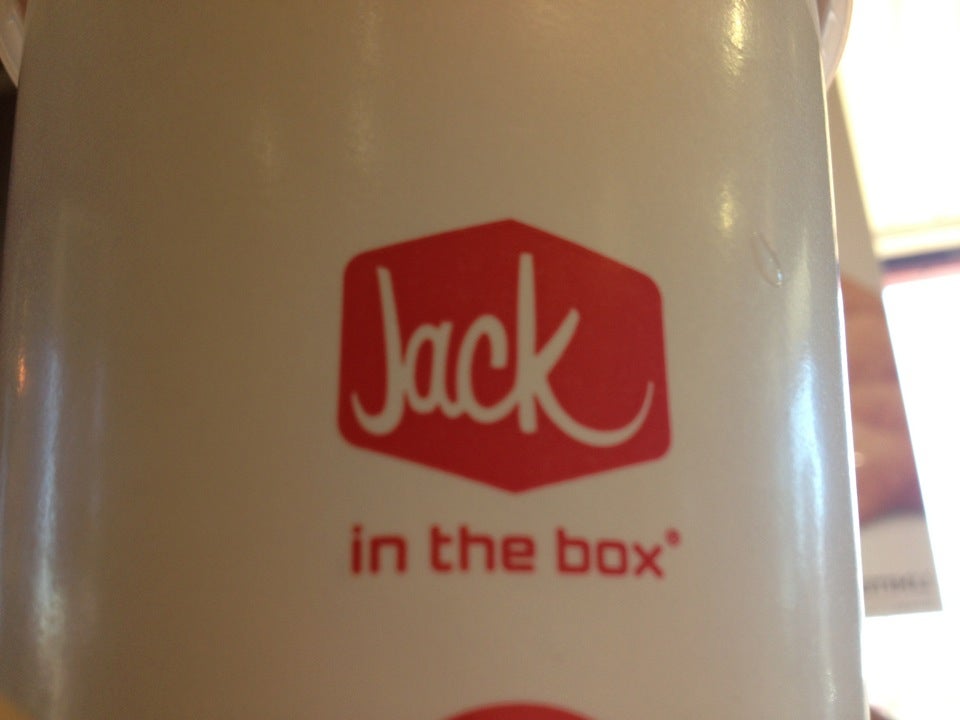 Jack
in the box®